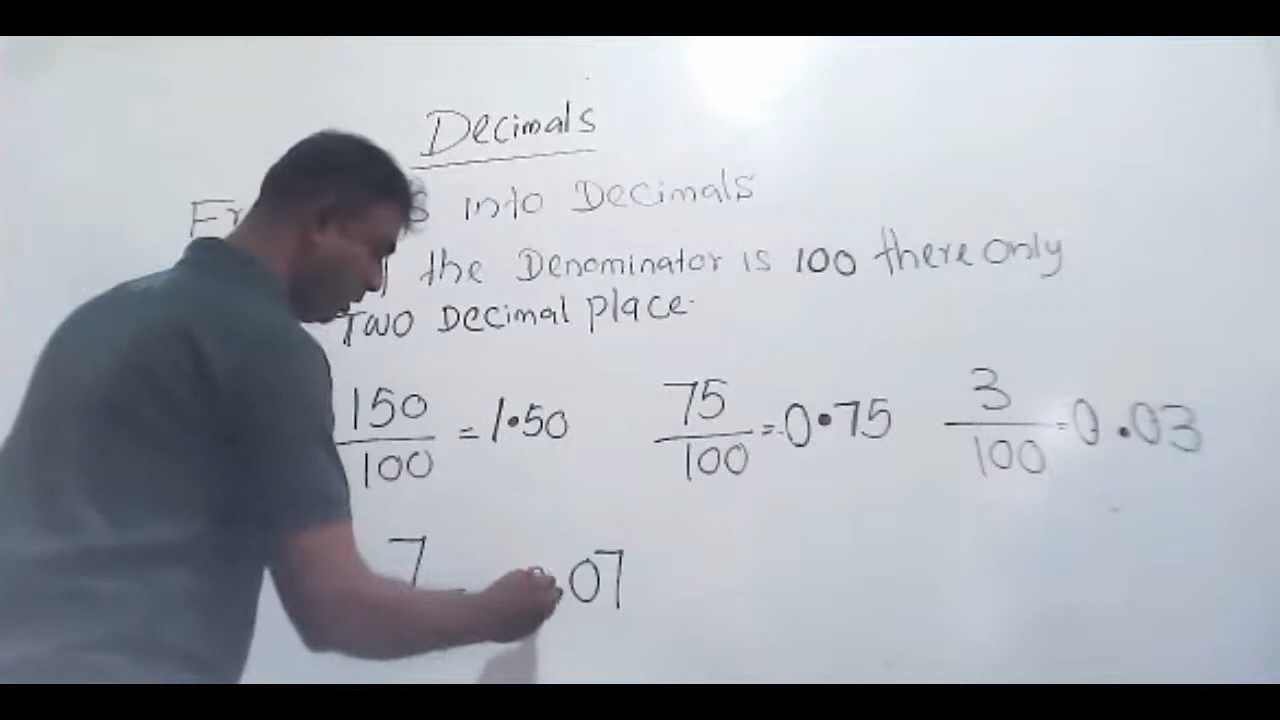 Decimals
into Decimals
the Denominator is 100 there only
Two Decimal place.
150/100 = 1.50 75/100 = 0.75 3/100 = 0.03
7 = .07